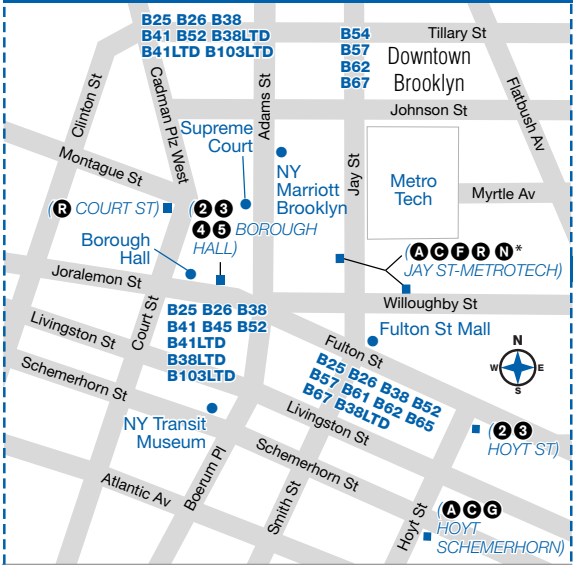 B25 B26 B38
B41 B52 B38LTD
B41LTD B103LTD
B54
B57
B62
B67
Tillary St
Downtown
Brooklyn
Clinton St
Cadman Plz West
Adams St
Jay St
Flatbush Av
Johnson St
Supreme
Court
NY
Marriott
Brooklyn
Metro
Tech
Montague St
Myrtle Av
(R COURT ST)
(2 3
4 5 BOROUGH
HALL)
Borough
Hall
(A C F R N*
JAY ST-METROTECH)
Joralemon St
Court St
Willoughby St
B25 B26 B38
B41 B45 B52
B41LTD
B38LTD
B103LTD
Fulton St Mall
Livingston St
Fulton St
N
W E
S
B25 B26 B38 B52
B57 B61 B62 B65
B67 B38LTD
Schemerhorn St
NY Transit
Museum
Livingston St
(2 3
HOYT ST)
Schemerhorn St
Atlantic Av
Boerum Pl
Smith St
Hoyt St
(A C G
HOYT
SCHEMERHORN)